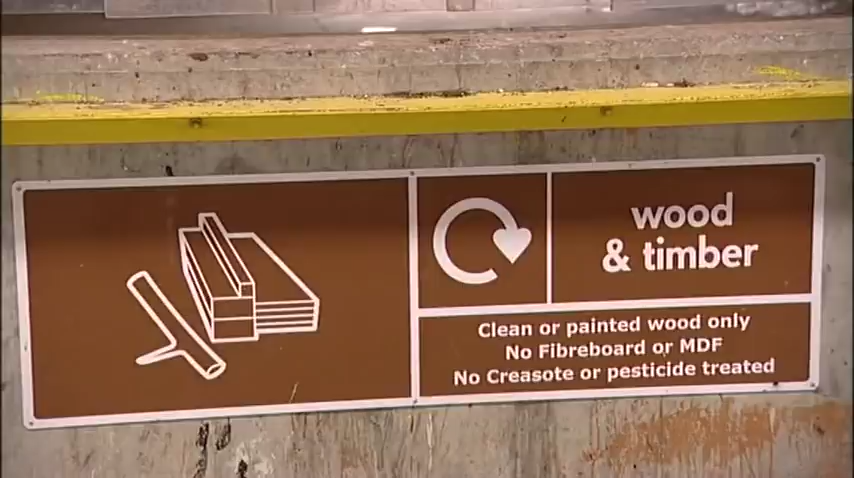 wood
& timber
Clean or painted wood only
No Fibreboard or MDF
No Creasote or pesticide treated